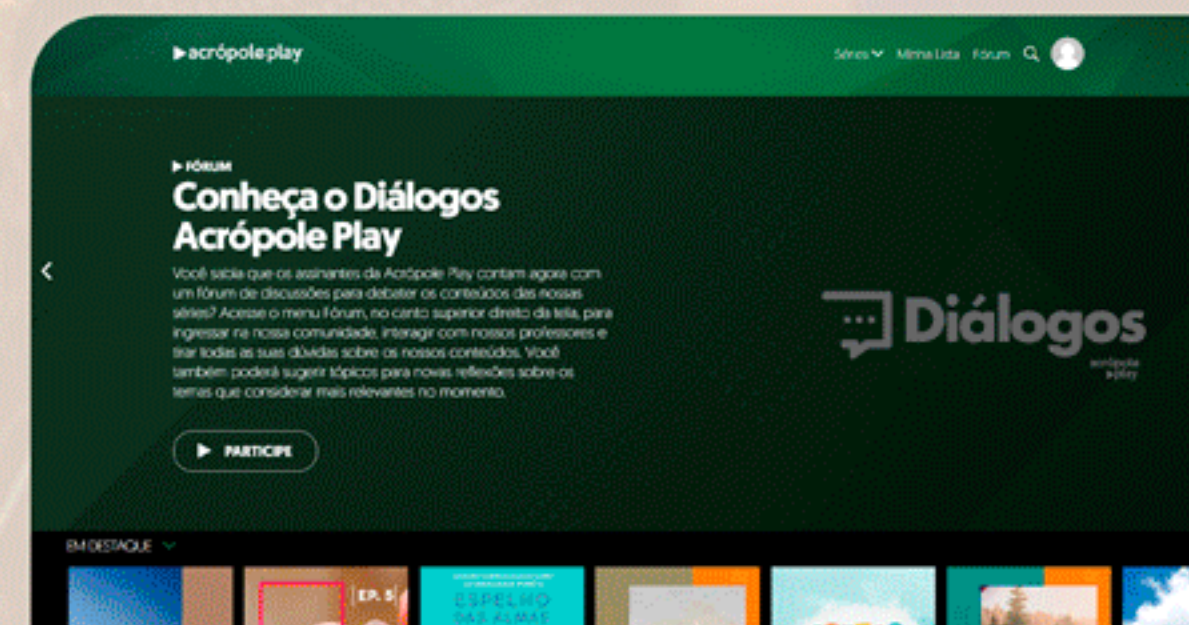 acrópole play
Séries Minha Lista Fórum
FÓRUM
Conheça o Diálogos
Acrópole Play
Você sabia que os assinantes da Acrópole Play contam agora com
um fórum de discussões para debater os conteúdos das nossas
séries? Acesse o menu Fórum, no canto superior direito da tela, para
ingressar na nossa comunidade, interagir com nossos professores e
tirar todas as suas dúvidas sobre os nossos conteúdos. Você
também poderá sugerir tópicos para novas reflexões sobre os
temas que considerar mais relevantes no momento.
PARTICIPE
Diálogos
acrópole
play
EM DESTAQUE
EP. 5
ESPELHO
DAS ALMAS